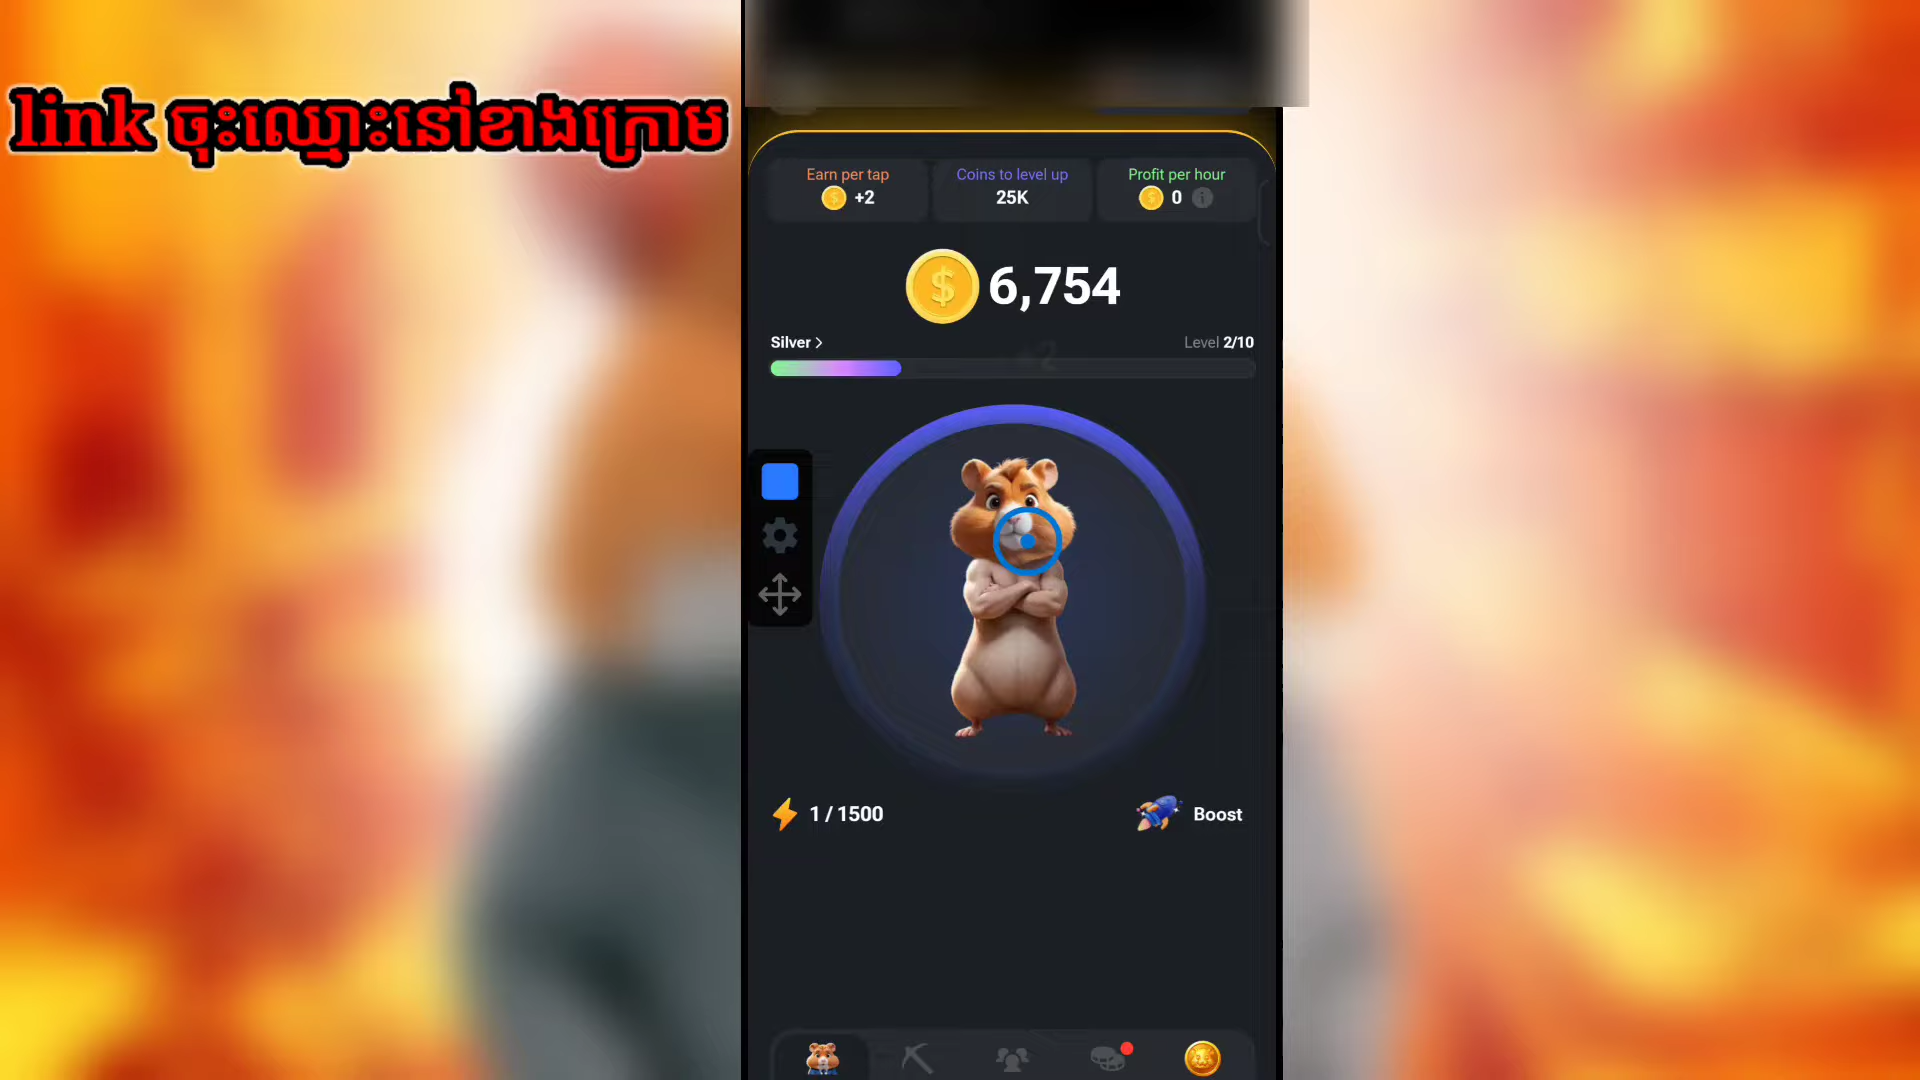 link ចុះឈ្មោះនៅខាងក្រោម
Earn per tap
+2
Coins to level up
25K
Profit per hour
0
6,754
Silver >
Level 2/10
+2
1 / 1500
Boost